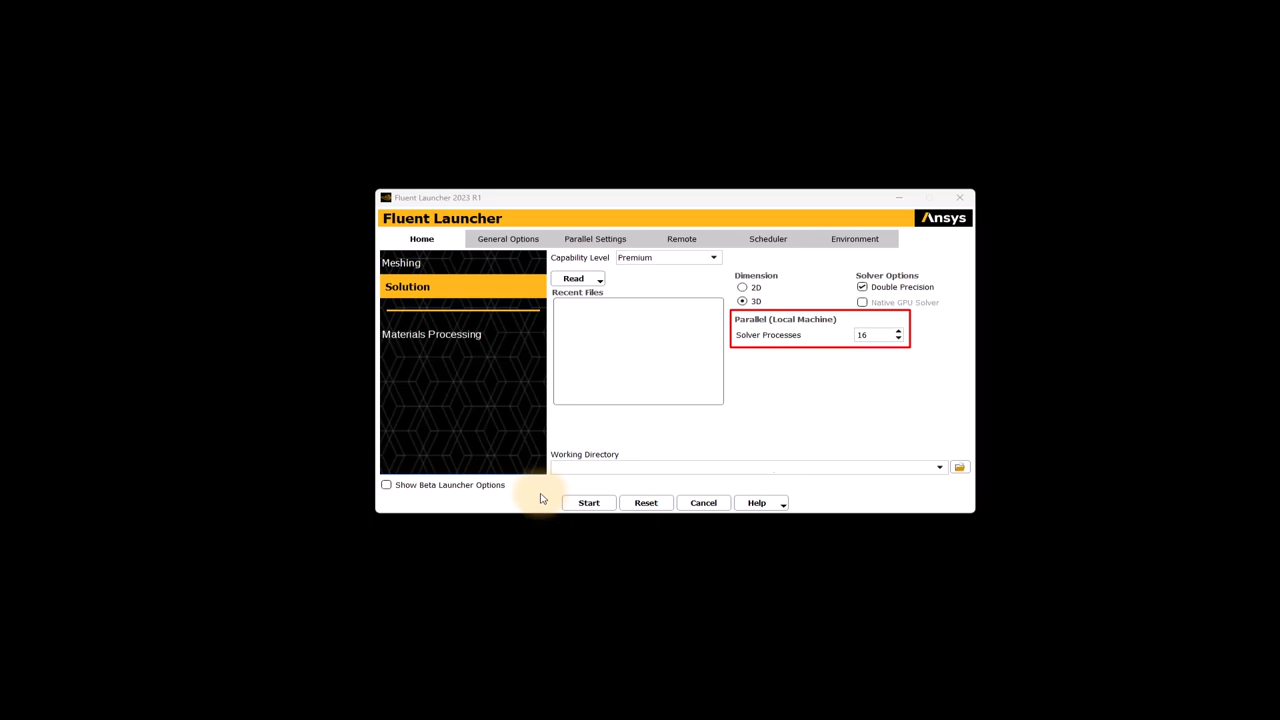 Fluent Launcher 2023 R1
Fluent Launcher
Ansys
Home
General Options
Parallel Settings
Remote
Scheduler
Environment
Meshing
Solution
Materials Processing
Capability Level
Premium
Read
Recent Files
Dimension
2D
3D
Solver Options
Double Precision
Native GPU Solver
Parallel (Local Machine)
Solver Processes
16
Working Directory
Show Beta Launcher Options
Start
Reset
Cancel
Help